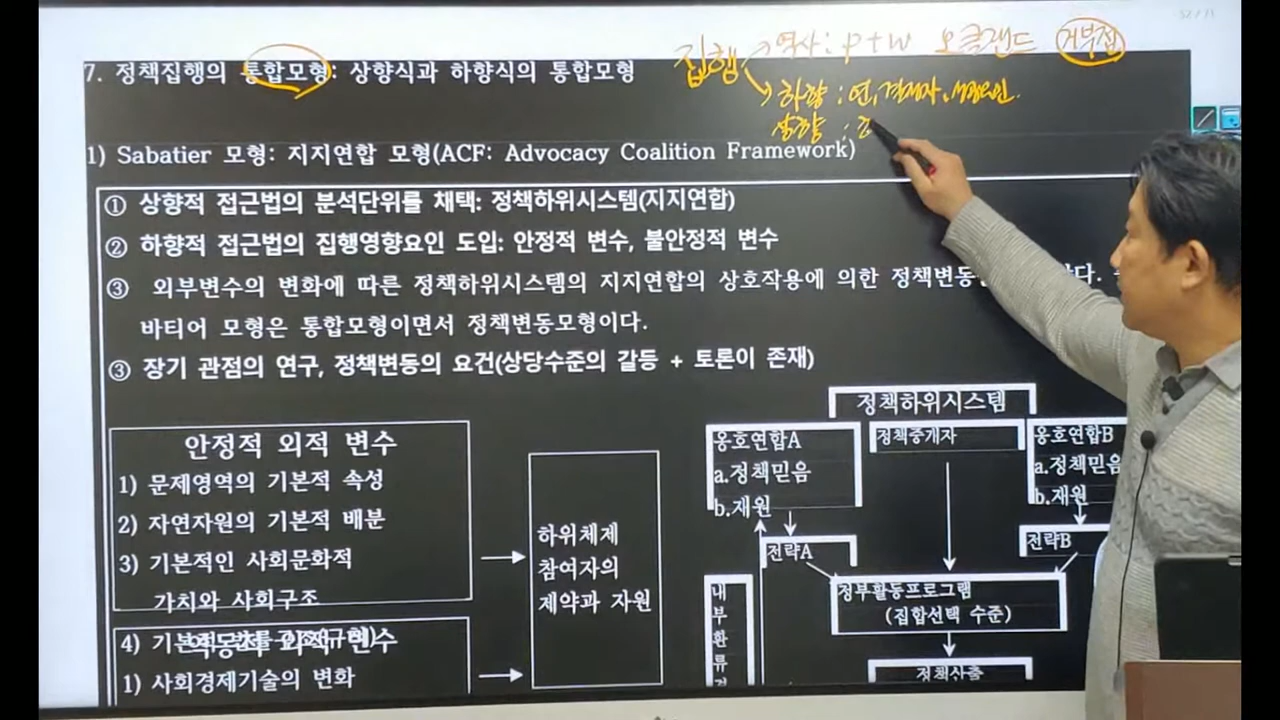 집행
역사: P+W 오클랜드 거부점
하향 : 연,
상향 :
7. 정책집행의 통합모형: 상향식과 하향식의 통합모형
1) Sabatier 모형: 지지연합 모형(ACF: Advocacy Coalition Framework)
① 상향적 접근법의 분석단위를 채택: 정책하위시스템(지지연합)
② 하향적 접근법의 집행영향요인 도입: 안정적 변수, 불안정적 변수
③ 외부변수의 변화에 따른 정책하위시스템의 지지연합의 상호작용에 의한 정책변동
바티어 모형은 통합모형이면서 정책변동모형이다.
③ 장기 관점의 연구, 정책변동의 요건(상당수준의 갈등 + 토론이 존재)
안정적 외적 변수
1) 문제영역의 기본적 속성
2) 자연자원의 기본적 배분
3) 기본적인 사회문화적
가치와 사회구조
4)
1) 사회경제기술의 변화
하위체제
참여자의
제약과 자원
정책하위시스템
옹호연합A
a.정책믿음
b.재원
정책중개자
옹호연합B
a.정책믿음
b.재원
전략A
전략B
정부활동프로그램
(집합선택 수준)
정책산출
내
부
환
류